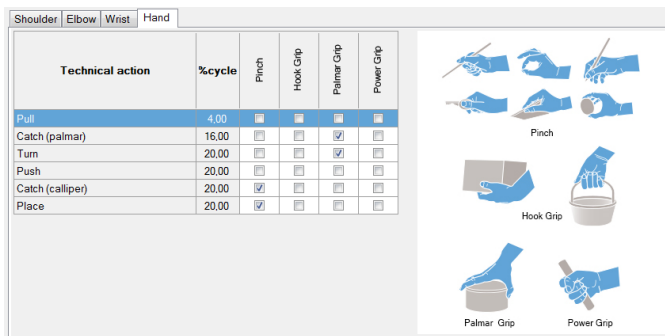 Shoulder Elbow Wrist Hand
Technical action %cycle Pinch Hook Grip Palmar Grip Power Grip
Pull 4,00
Catch (palmar) 16,00
Turn 20,00
Push 20,00
Catch (calliper) 20,00
Place 20,00
Pinch
Hook Grip
Palmar Grip Power Grip